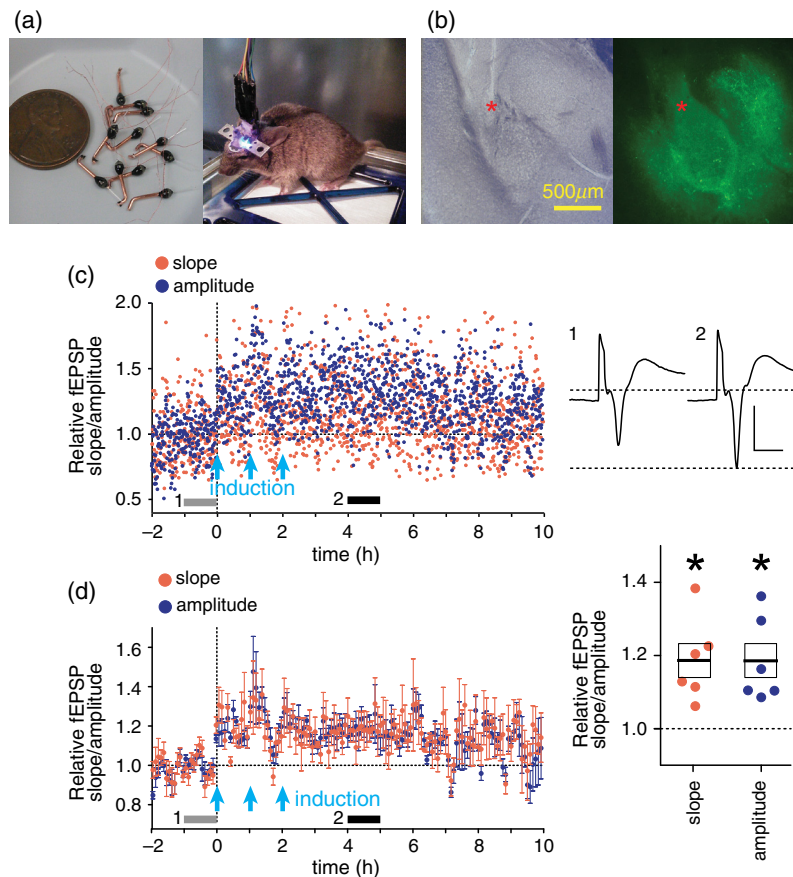 (a)
(b)
*
*
500μm
(c)
slope
amplitude
Relative fEPSP
slope/amplitude
2.0
1.5
1.0
0.5
induction
1
2
−2
0
2
4
6
8
10
time (h)
1
2
(d)
slope
amplitude
Relative fEPSP
slope/amplitude
1.6
1.4
1.2
1.0
0.8
induction
1
2
−2
0
2
4
6
8
10
time (h)
Relative fEPSP
slope/amplitude
1.4
1.2
1.0
*
*
slope
amplitude